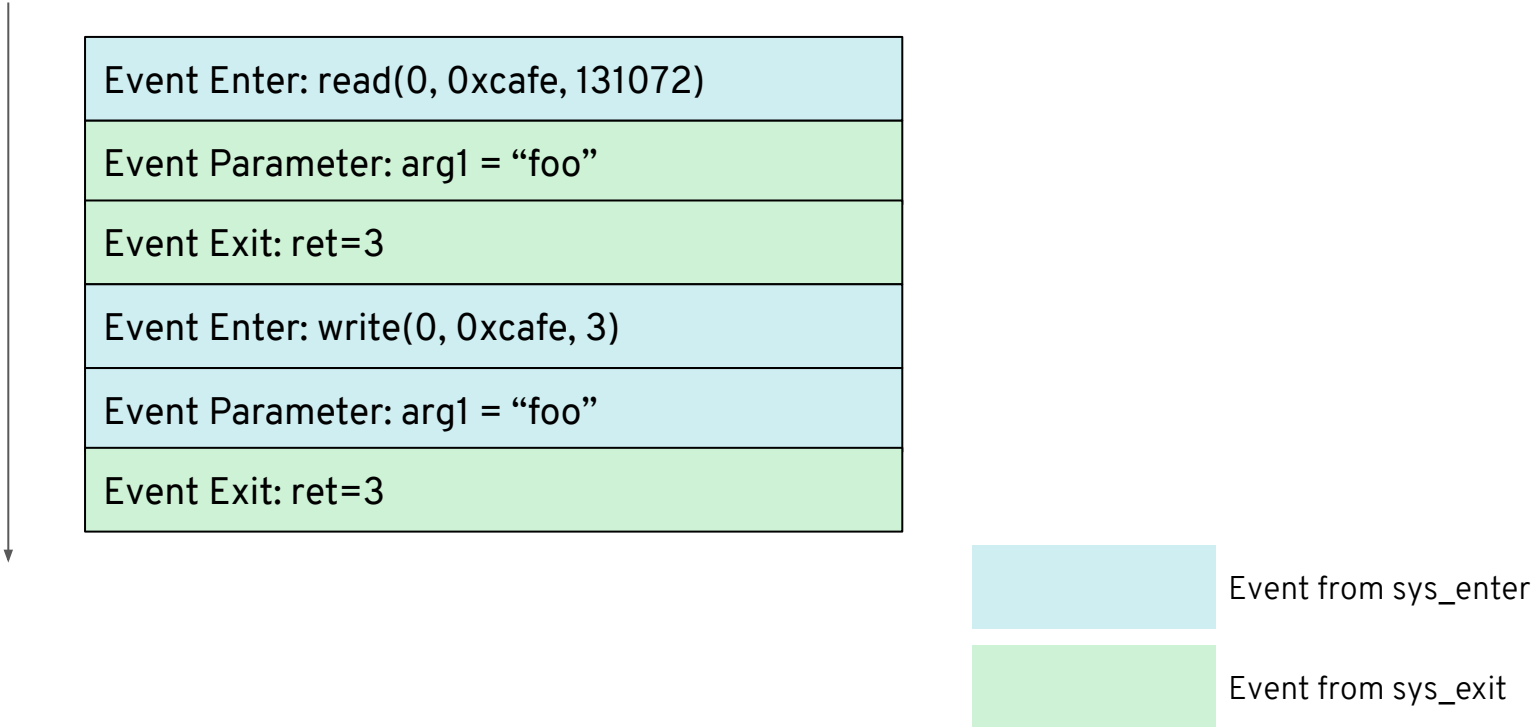 Event Enter: read(0, 0xcafe, 131072)
Event Parameter: arg1 = “foo”
Event Exit: ret=3
Event Enter: write(0, 0xcafe, 3)
Event Parameter: arg1 = “foo”
Event Exit: ret=3
Event from sys_enter
Event from sys_exit